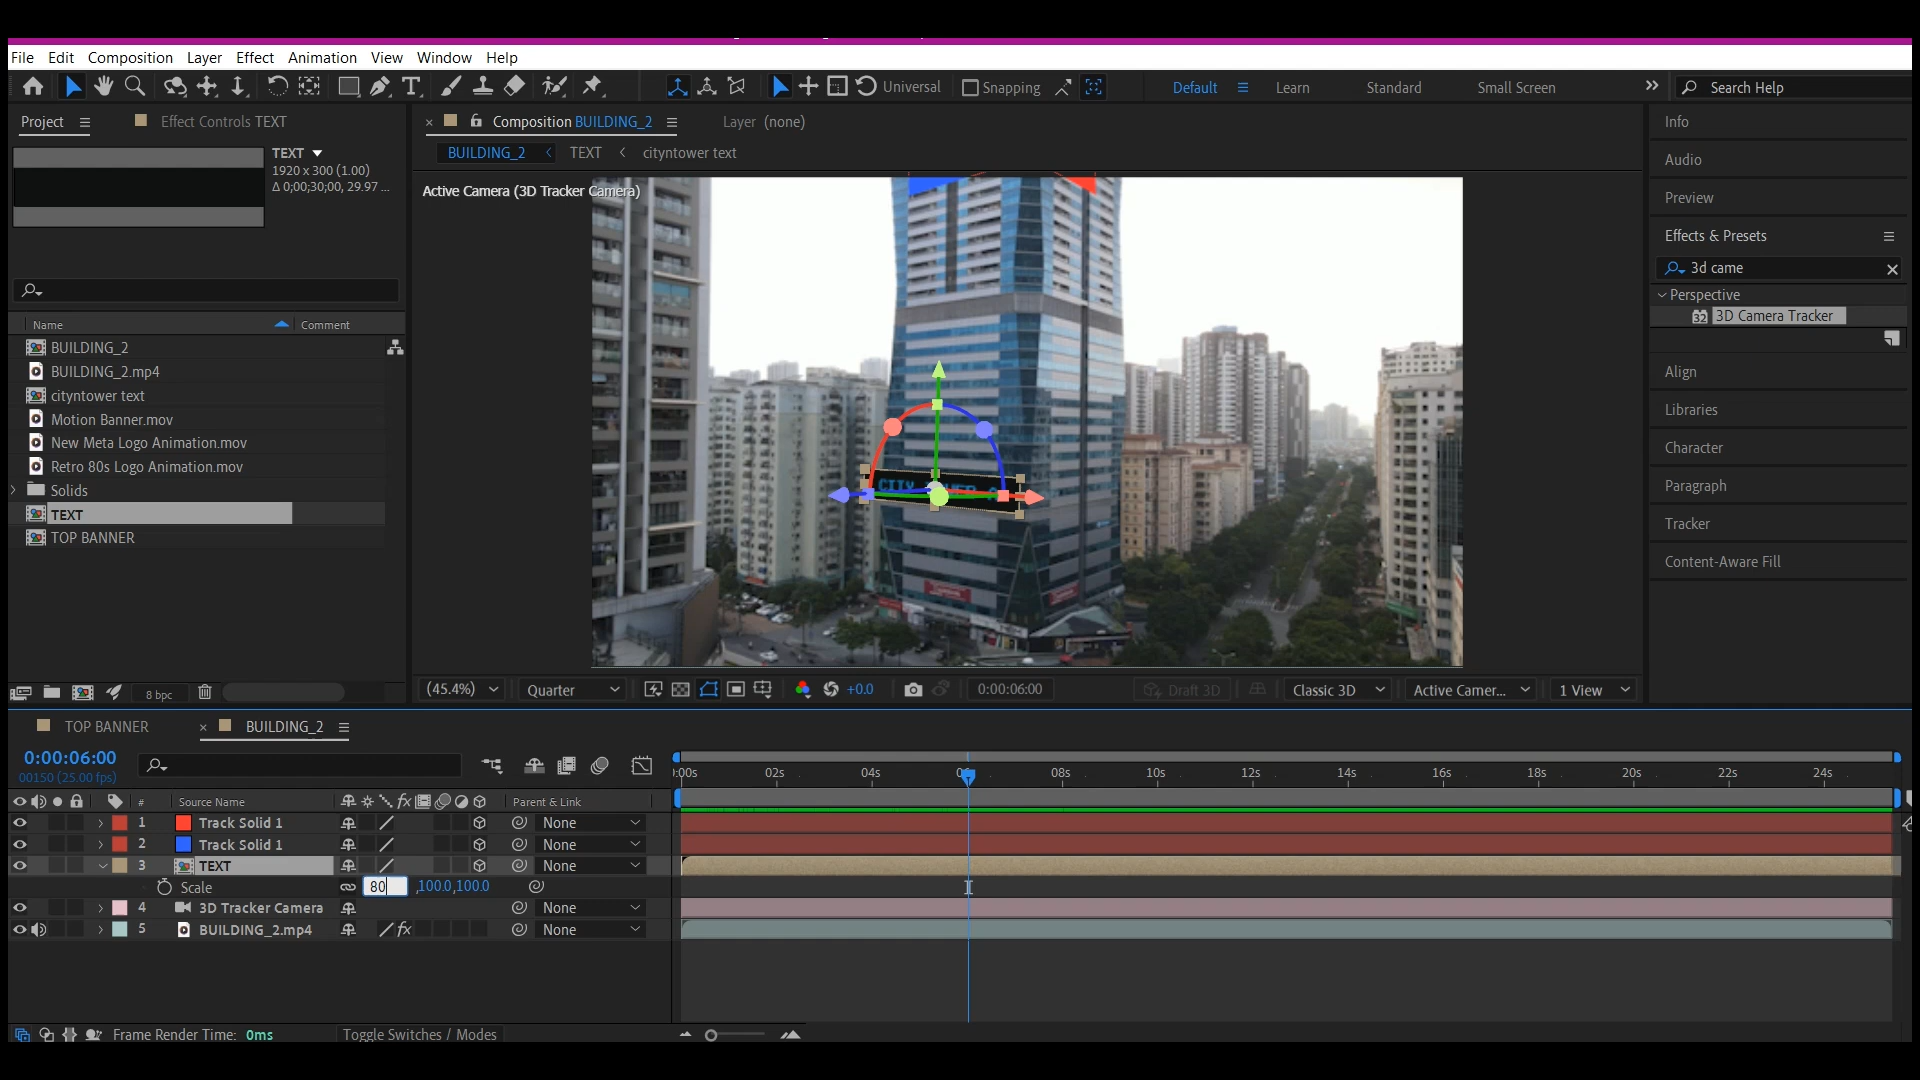 File Edit Composition Layer Effect Animation View Window Help
Universal Snapping Default Learn Standard Small Screen Search Help
Project Effect Controls TEXT
TEXT
1920 x 300 (1.00)
Δ 0;00;30;00, 29.97 ...
Name Comment
BUILDING_2
BUILDING_2.mp4
cityntower text
Motion Banner.mov
New Meta Logo Animation.mov
Retro 80s Logo Animation.mov
Solids
TEXT
TOP BANNER
8 bpc
Composition BUILDING_2 Layer (none)
BUILDING_2 TEXT cityntower text
Active Camera (3D Tracker Camera)
CITY
(45.4%) Quarter +0.0 0:00:06:00 Draft 3D Classic 3D Active Camer... 1 View
Info
Audio
Preview
Effects & Presets
3d came
Perspective
32 3D Camera Tracker
Align
Libraries
Character
Paragraph
Tracker
Content-Aware Fill
TOP BANNER BUILDING_2
0:00:06:00
00150 (25.00 fps)
# Source Name fx Parent & Link
1 Track Solid 1 None
2 Track Solid 1 None
3 TEXT None
Scale 80 ,100.0,100.0
4 3D Tracker Camera None
5 BUILDING_2.mp4 fx None
:00s 02s 04s 08s 10s 12s 14s 16s 18s 20s 22s 24s
Frame Render Time: 0ms Toggle Switches / Modes